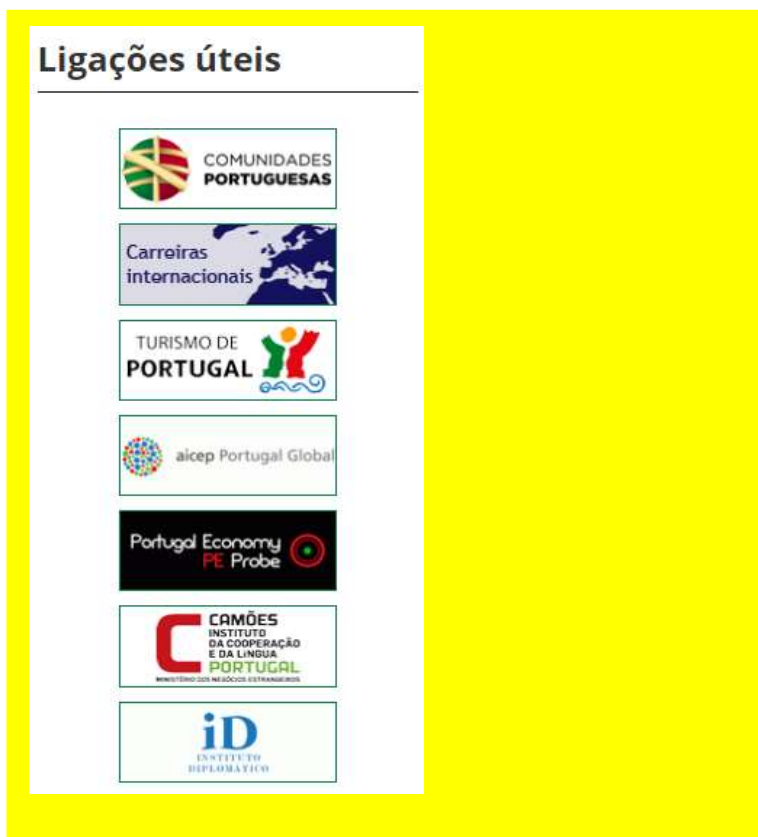 Ligações úteis
COMUNIDADES
PORTUGUESAS
Carreiras
internacionais
TURISMO DE
PORTUGAL
aicep Portugal Global
Portugal Economy
PE Probe
CAMÕES
INSTITUTO
DA COOPERAÇÃO
E DA LÍNGUA
PORTUGAL
MINISTÉRIO DOS NEGÓCIOS ESTRANGEIROS
iD
INSTITUTO
DIPLOMÁTICO